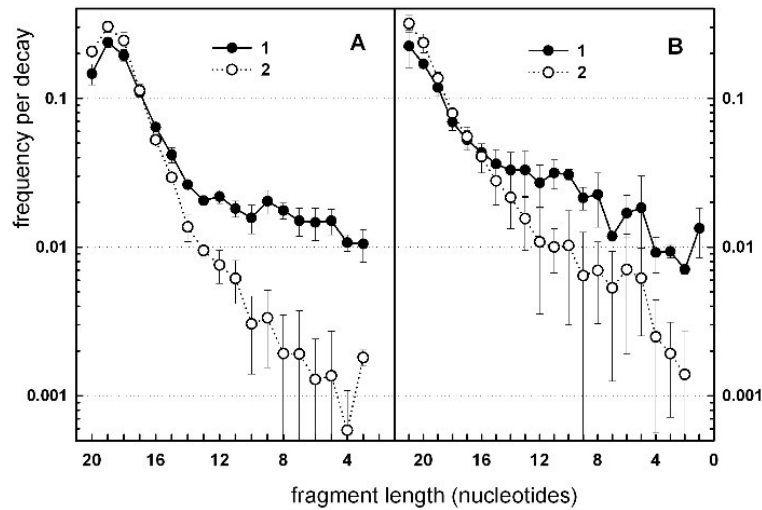 A
1
2
B
1
2
frequency per decay
0.1
0.01
0.001
0.1
0.01
0.001
20 16 12 8 4 20 16 12 8 4 0
fragment length (nucleotides)